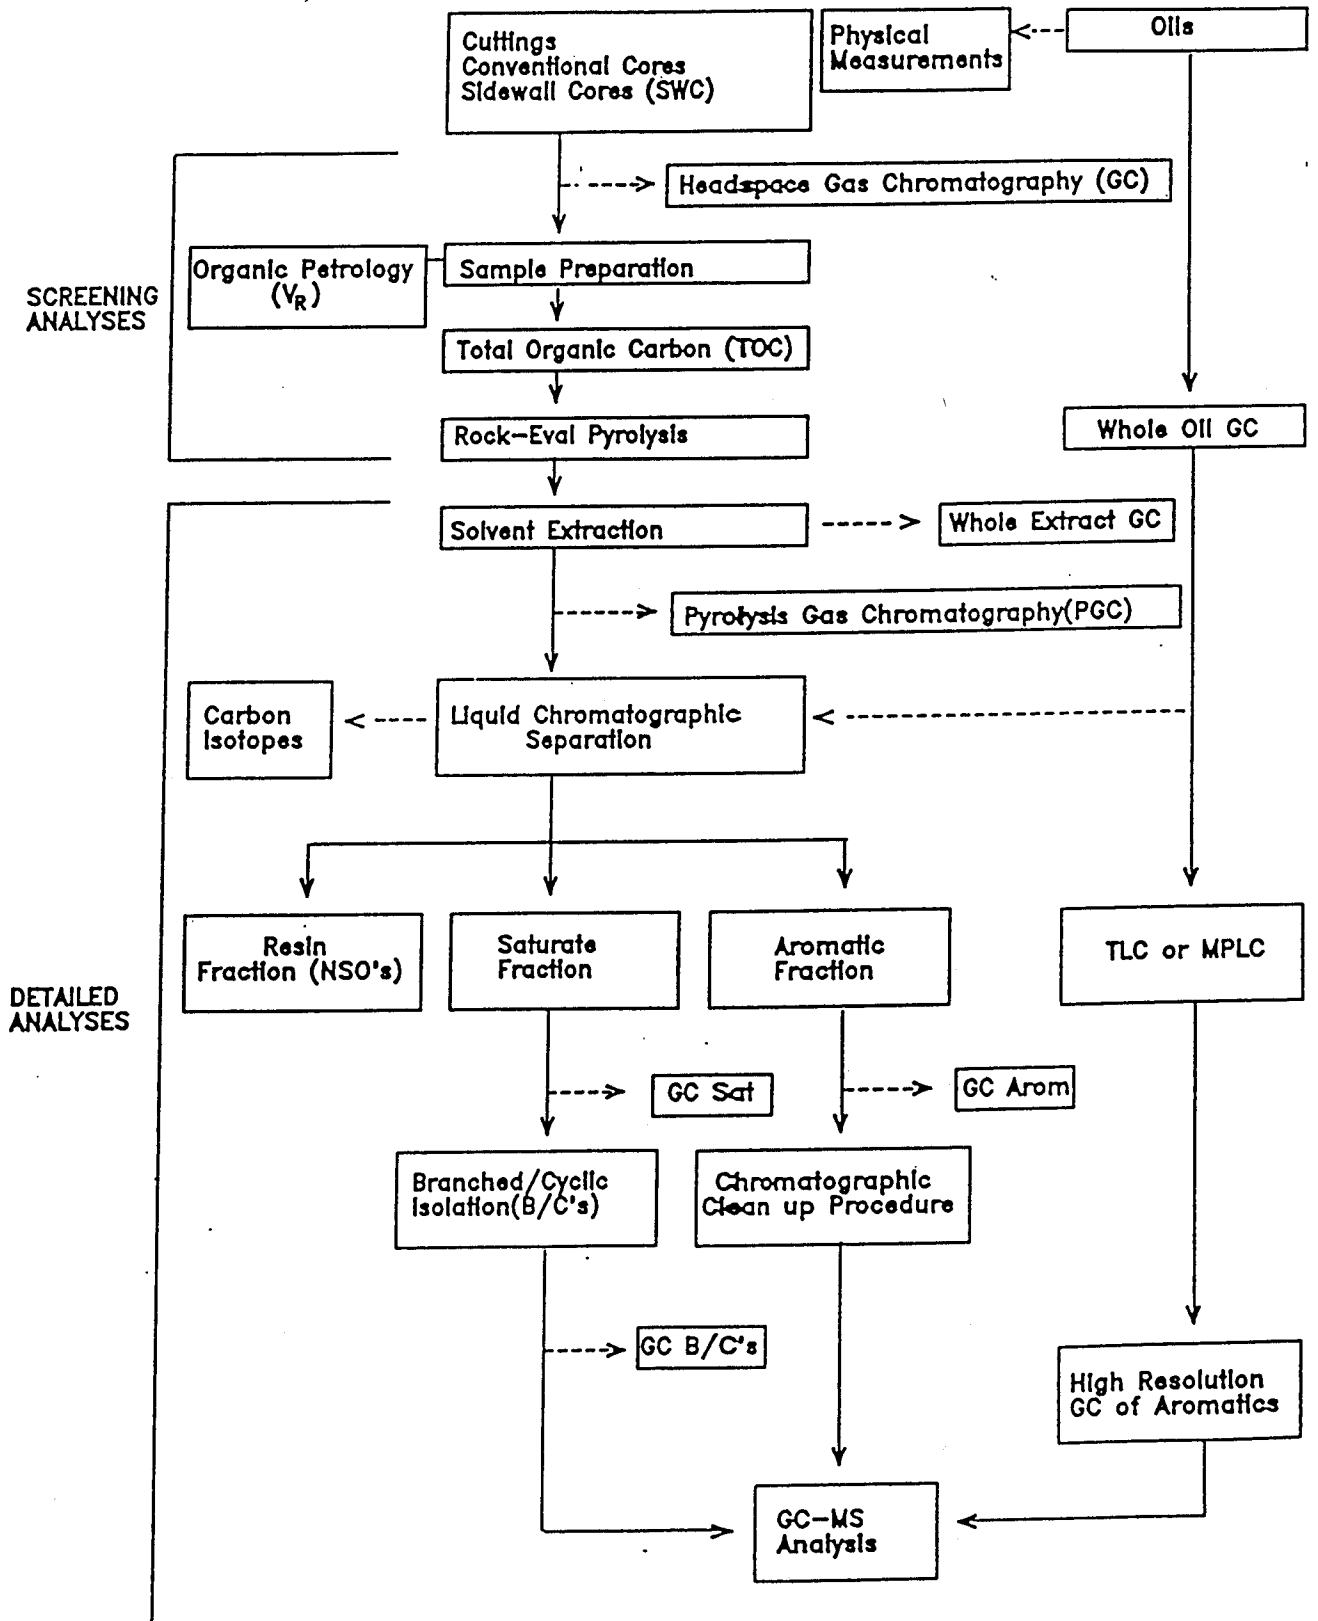 Cuttings
Conventional Cores
Sidewall Cores (SWC)
Physical
Measurements
Oils
Headspace Gas Chromatography (GC)
SCREENING
ANALYSES
Organic Petrology
(VR)
Sample Preparation
Total Organic Carbon (TOC)
Rock-Eval Pyrolysis
Whole Oil GC
Solvent Extraction
Whole Extract GC
Pyrolysis Gas Chromatography(PGC)
Carbon
Isotopes
Liquid Chromatographic
Separation
DETAILED
ANALYSES
Resin
Fraction (NSO's)
Saturate
Fraction
Aromatic
Fraction
TLC or MPLC
GC Sat
GC Arom
Branched/Cyclic
Isolation(B/C's)
Chromatographic
Clean up Procedure
GC B/C's
High Resolution
GC of Aromatics
GC-MS
Analysis